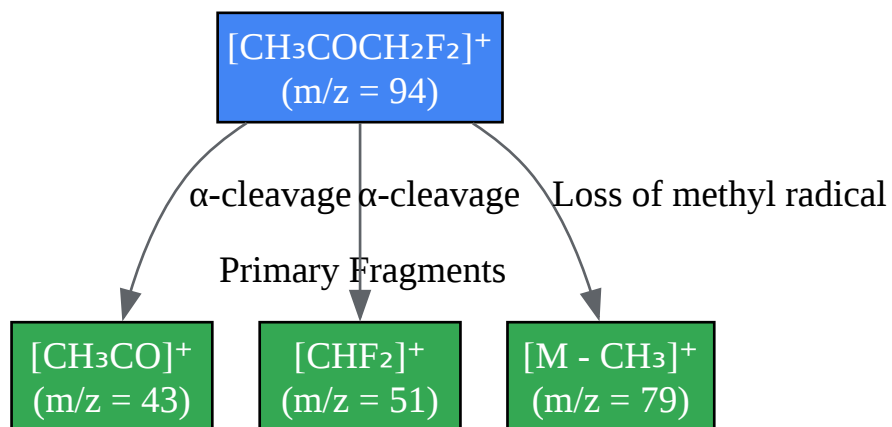 [CH₃COCH₂F₂]⁺
(m/z = 94)
α-cleavage
α-cleavage
Loss of methyl radical
Primary Fragments
[CH₃CO]⁺
(m/z = 43)
[CHF₂]⁺
(m/z = 51)
[M - CH₃]⁺
(m/z = 79)